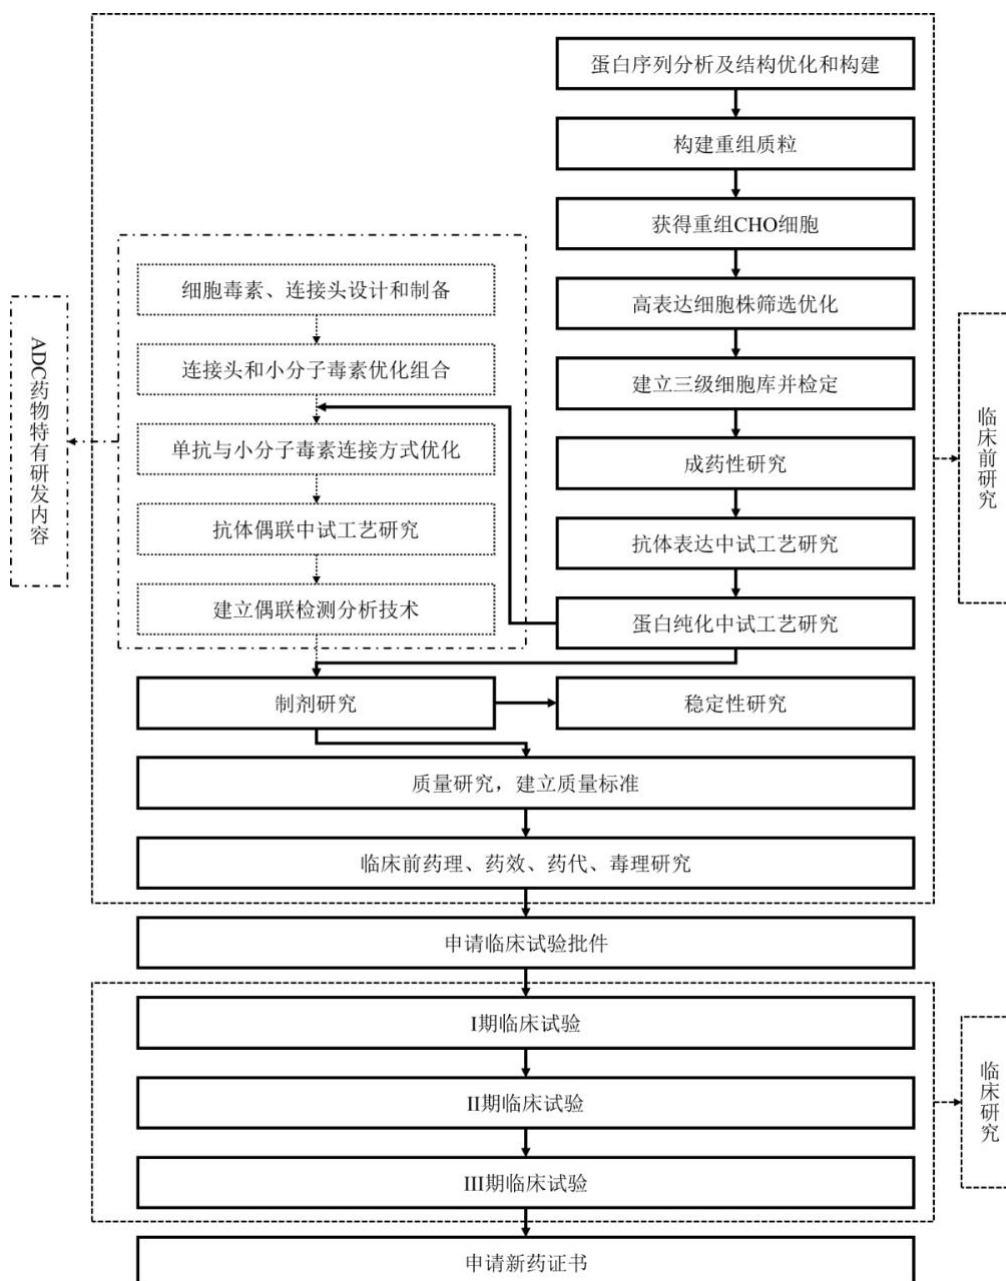 蛋白序列分析及结构优化和构建
构建重组质粒
获得重组CHO细胞
高表达细胞株筛选优化
建立三级细胞库并检定
成药性研究
抗体表达中试工艺研究
蛋白纯化中试工艺研究
细胞毒素、连接头设计和制备
连接头和小分子毒素优化组合
单抗与小分子毒素连接方式优化
抗体偶联中试工艺研究
建立偶联检测分析技术
ADC药物特有研发内容
临床前研究
制剂研究
稳定性研究
质量研究，建立质量标准
临床前药理、药效、药代、毒理研究
申请临床试验批件
I期临床试验
II期临床试验
III期临床试验
临床研究
申请新药证书